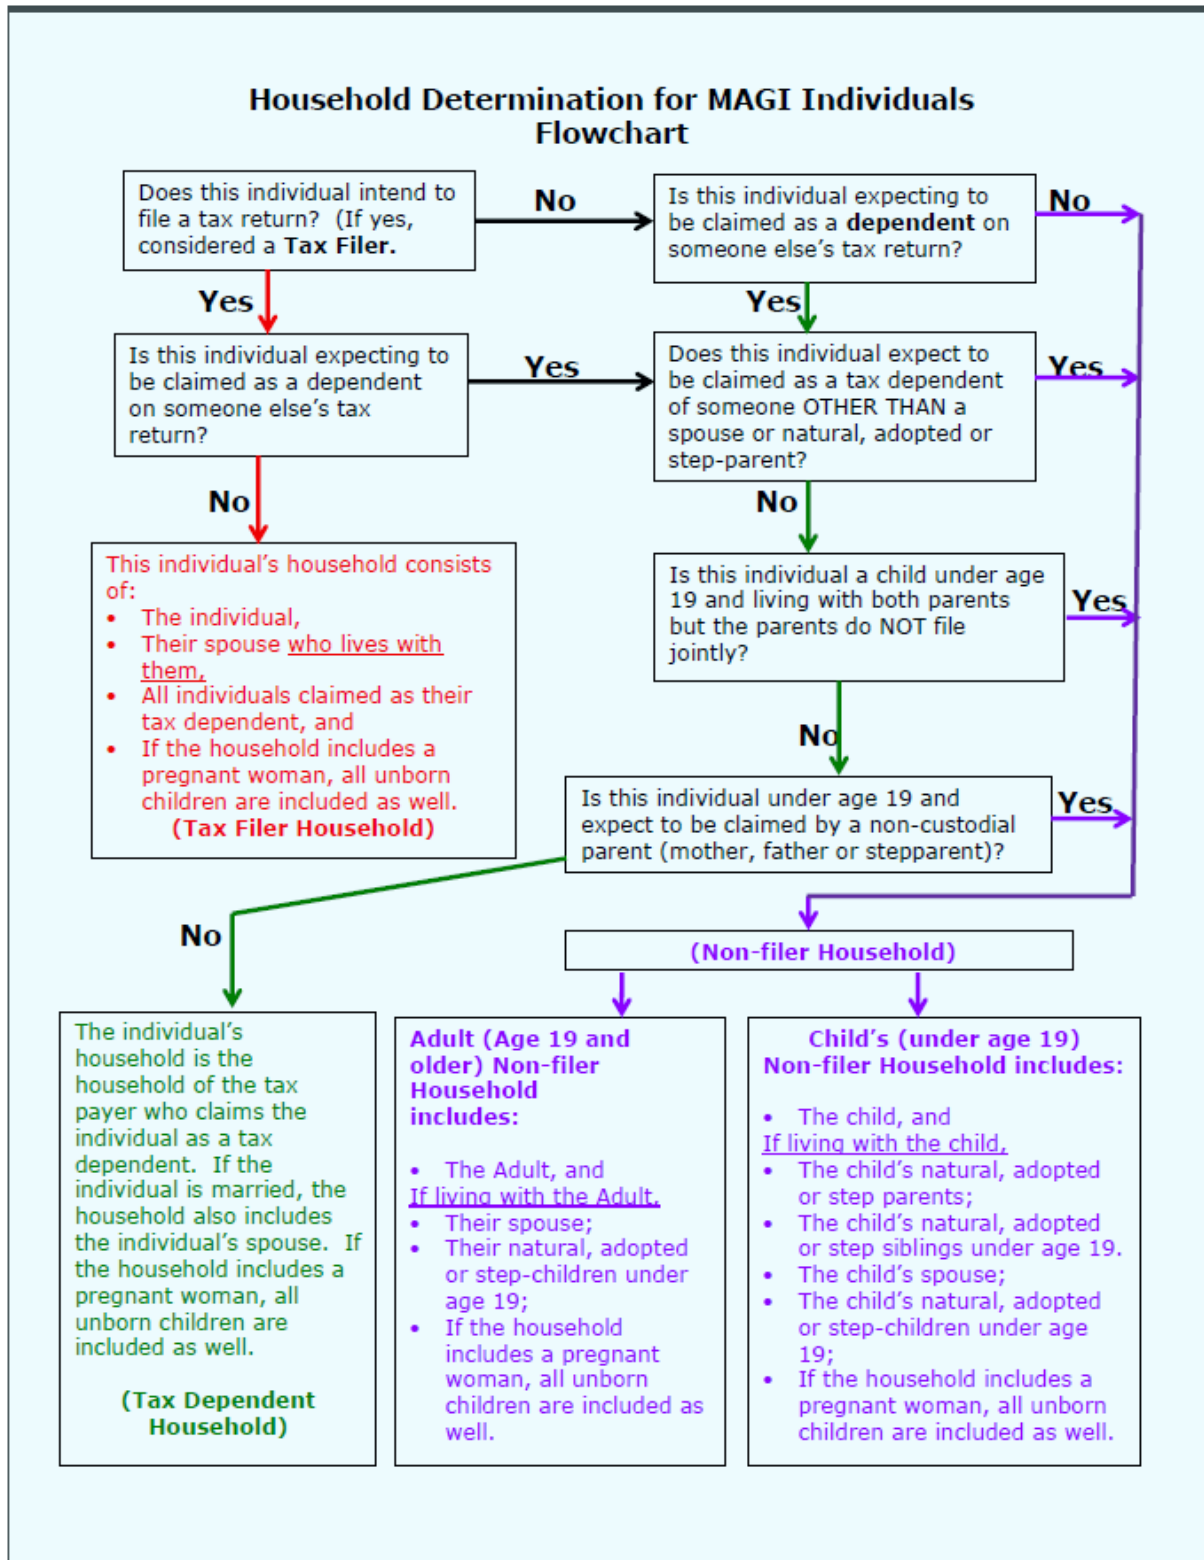 Household Determination for MAGI Individuals
Flowchart
Does this individual intend to
file a tax return?  (If yes,
considered a Tax Filer.
No
Is this individual expecting to
be claimed as a dependent on
someone else's tax return?
No
Yes
Yes
Is this individual expecting to
be claimed as a dependent
on someone else's tax
return?
Yes
Does this individual expect to
be claimed as a tax dependent
of someone OTHER THAN a
spouse or natural, adopted or
step-parent?
Yes
No
No
This individual's household consists
of:
• The individual,
• Their spouse who lives with
them,
• All individuals claimed as their
tax dependent, and
• If the household includes a
pregnant woman, all unborn
children are included as well.
(Tax Filer Household)
Is this individual a child under age
19 and living with both parents
but the parents do NOT file
jointly?
Yes
No
Is this individual under age 19 and
expect to be claimed by a non-custodial
parent (mother, father or stepparent)?
Yes
No
(Non-filer Household)
The individual's
household is the
household of the tax
payer who claims the
individual as a tax
dependent.  If the
individual is married, the
household also includes
the individual's spouse.  If
the household includes a
pregnant woman, all
unborn children are
included as well.
(Tax Dependent
Household)
Adult (Age 19 and
older) Non-filer
Household
includes:
• The Adult, and
If living with the Adult,
• Their spouse;
• Their natural, adopted
or step-children under
age 19;
• If the household
includes a pregnant
woman, all unborn
children are included as
well.
Child's (under age 19)
Non-filer Household includes:
• The child, and
If living with the child,
• The child's natural, adopted
or step parents;
• The child's natural, adopted
or step siblings under age 19.
• The child's spouse;
• The child's natural, adopted
or step-children under age
19;
• If the household includes a
pregnant woman, all unborn
children are included as well.